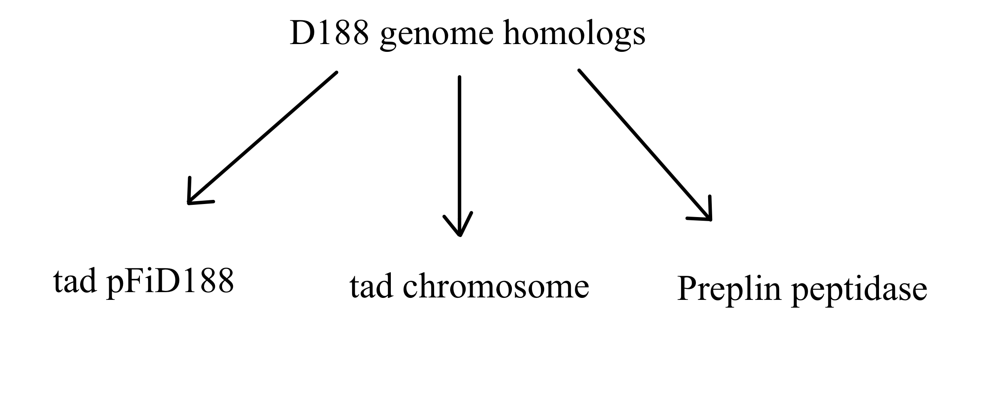 D188 genome homologs
tad pFiD188
tad chromosome
Preplin peptidase